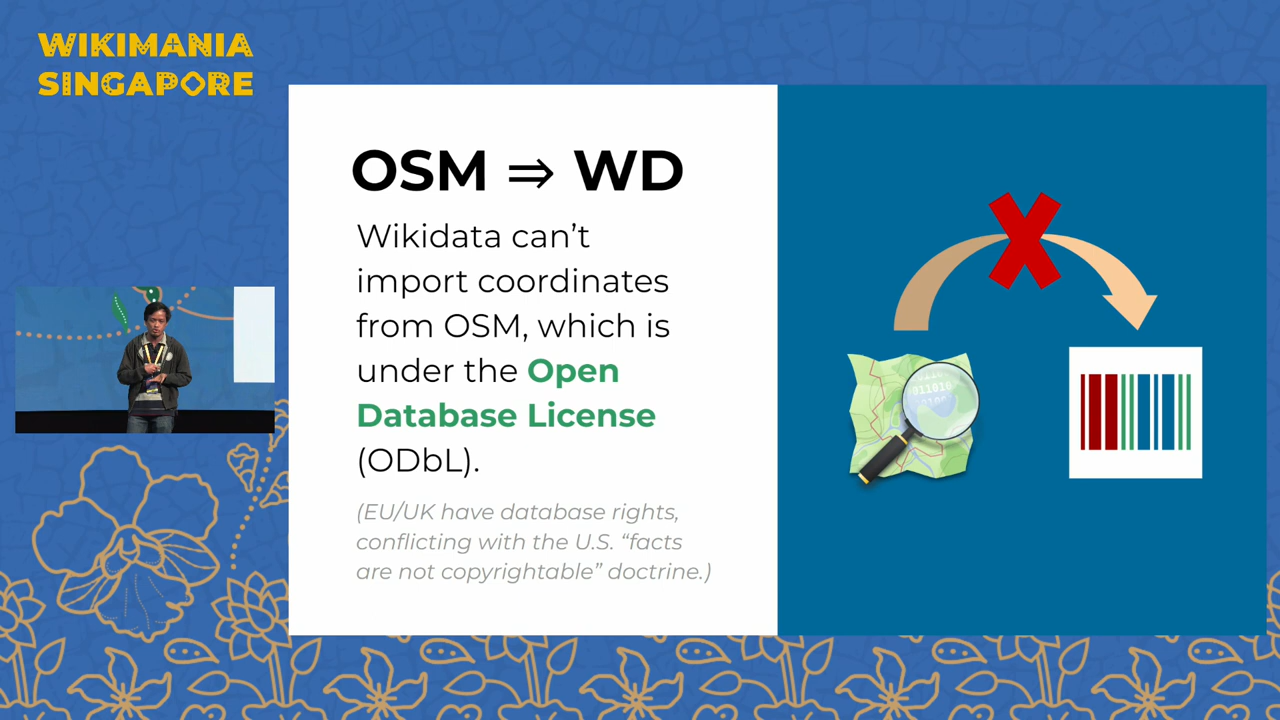 WIKIMANIA
SINGAPORE
OSM ⇒ WD
Wikidata can’t
import coordinates
from OSM, which is
under the Open
Database License
(ODbL).
(EU/UK have database rights,
conflicting with the U.S. “facts
are not copyrightable” doctrine.)